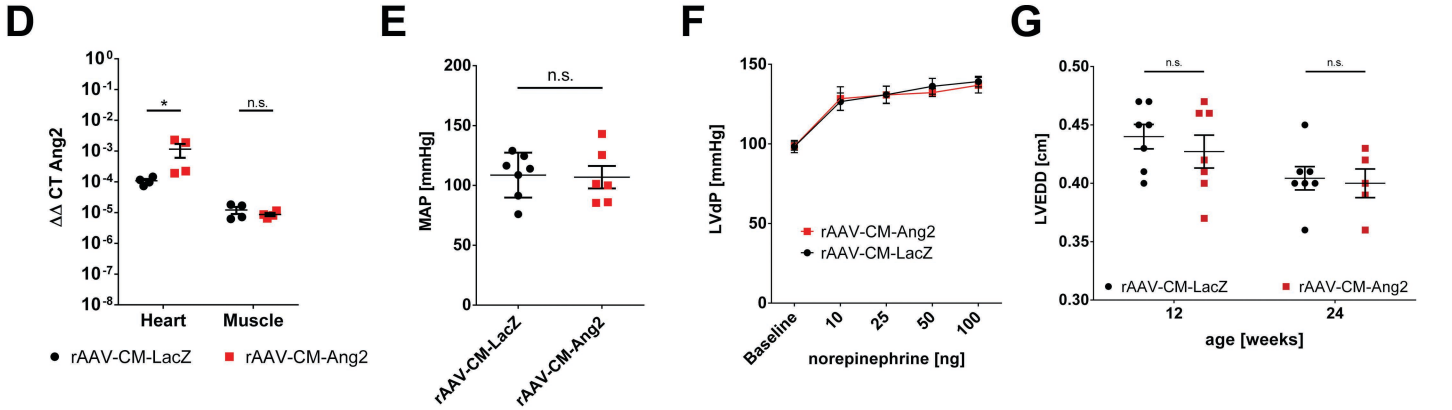 D
E
F
G
ΔΔ CT Ang2
10⁰
10⁻¹
10⁻²
10⁻³
10⁻⁴
10⁻⁵
10⁻⁶
10⁻⁷
10⁻⁸
*
n.s.
Heart
Muscle
rAAV-CM-LacZ
rAAV-CM-Ang2
MAP [mmHg]
200
150
100
50
0
n.s.
rAAV-CM-LacZ
rAAV-CM-Ang2
LVdP [mmHg]
150
100
50
0
rAAV-CM-Ang2
rAAV-CM-LacZ
Baseline
10
25
50
100
norepinephrine [ng]
LVEDD [cm]
0.50
0.45
0.40
0.35
0.30
n.s.
n.s.
rAAV-CM-LacZ
rAAV-CM-Ang2
12
24
age [weeks]